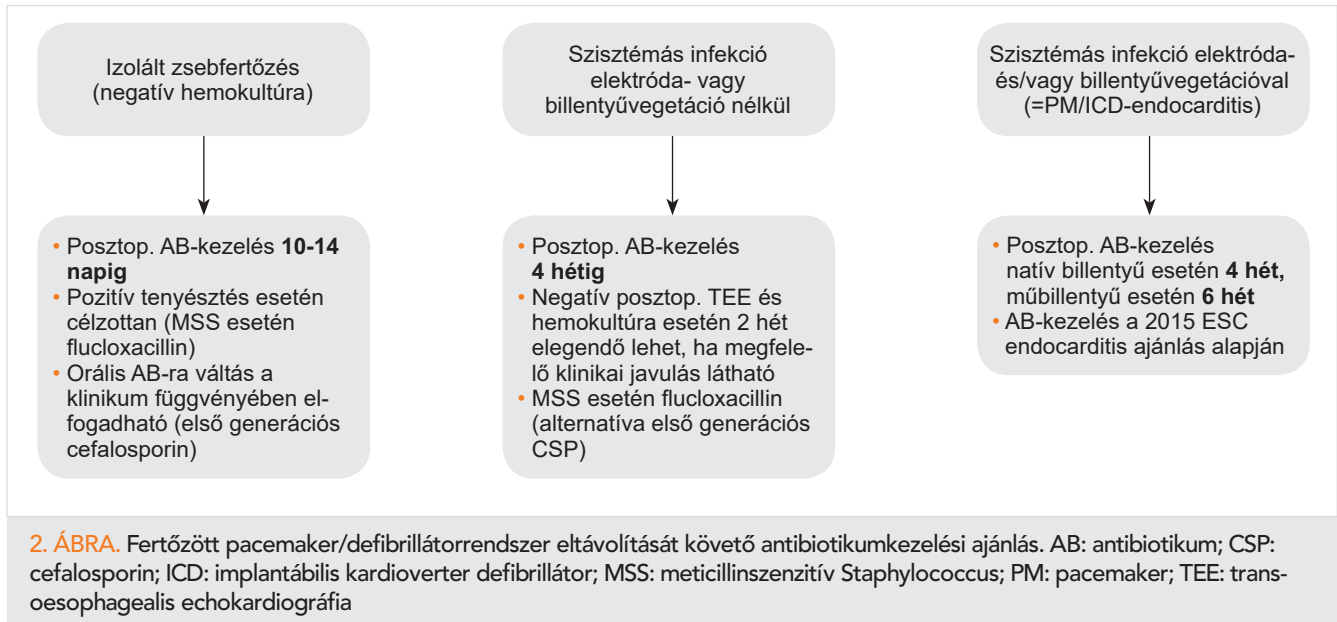 Izolált zsebfertőzés
(negatív hemokultúra)
Szisztémás infekció
elektróda- vagy
billentyűvegetáció nélkül
Szisztémás infekció elektróda-
és/vagy billentyűvegetációval
(=PM/ICD-endocarditis)
• Posztop. AB-kezelés 10-14
napig
• Pozitív tenyésztés esetén
célzottan (MSS esetén
flucloxacillin)
• Orális AB-ra váltás a
klinikum függvényében el-
fogadható (első generációs
cefalosporin)
• Posztop. AB-kezelés
4 hétig
• Negatív posztop. TEE és
hemokultúra esetén 2 hét
elegendő lehet, ha megfele-
lő klinikai javulás látható
• MSS esetén flucloxacillin
(alternatíva első generációs
CSP)
• Posztop. AB-kezelés
natív billentyű esetén 4 hét,
műbillentyű esetén 6 hét
• AB-kezelés a 2015 ESC
endocarditis ajánlás alapján
2. ÁBRA. Fertőzött pacemaker/defibrillátorrendszer eltávolítását követő antibiotikumkezelési ajánlás. AB: antibiotikum; CSP:
cefalosporin; ICD: implantábilis kardioverter defibrillátor; MSS: meticillinszenzitív Staphylococcus; PM: pacemaker; TEE: trans-
oesophagealis echokardiográfia